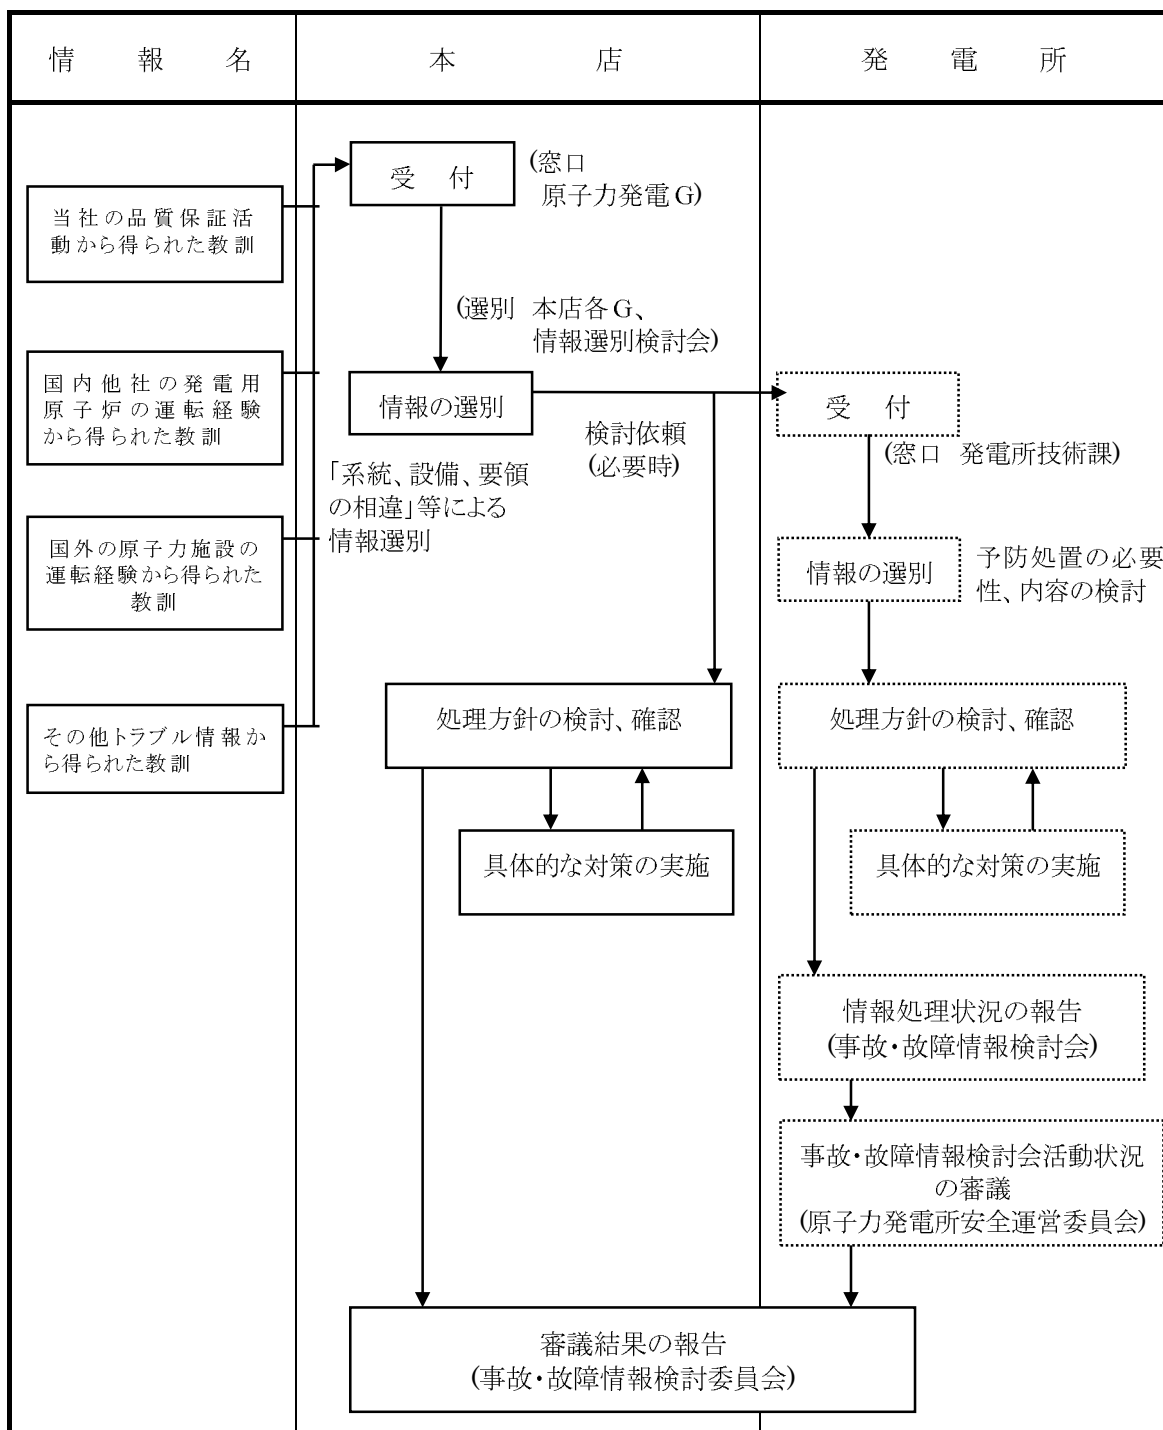 情報名
本店
発電所
当社の品質保証活
動から得られた教訓
国内他社の発電用
原子炉の運転経験
から得られた教訓
国外の原子力施設の
運転経験から得られた
教訓
その他トラブル情報か
ら得られた教訓
受付
(窓口
原子力発電G)
(選別 本店各G、
情報選別検討会)
情報の選別
検討依頼
(必要時)
「系統、設備、要領
の相違」等による
情報選別
処理方針の検討、確認
具体的な対策の実施
受付
(窓口 発電所技術課)
情報の選別
予防処置の必要
性、内容の検討
処理方針の検討、確認
具体的な対策の実施
情報処理状況の報告
(事故・故障情報検討会)
事故・故障情報検討会活動状況
の審議
(原子力発電所安全運営委員会)
審議結果の報告
(事故・故障情報検討委員会)